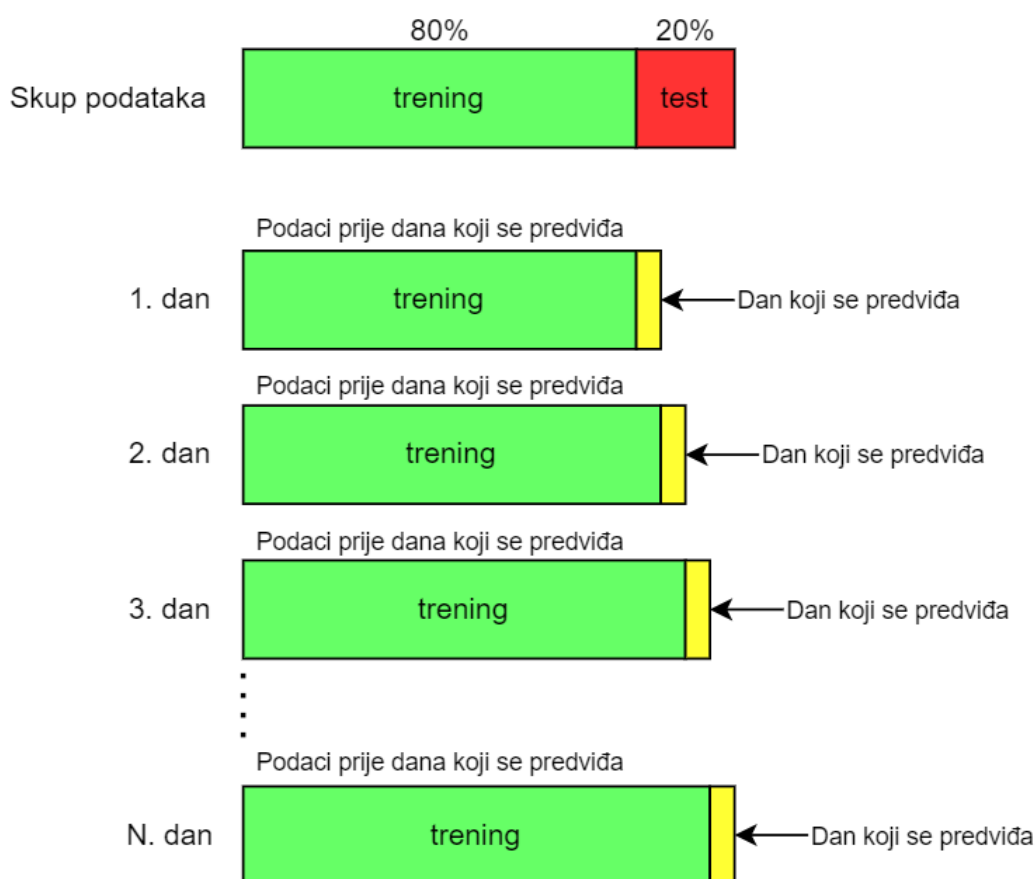 80% 20%
Skup podataka trening test
Podaci prije dana koji se predviđa
1. dan trening Dan koji se predviđa
Podaci prije dana koji se predviđa
2. dan trening Dan koji se predviđa
Podaci prije dana koji se predviđa
3. dan trening Dan koji se predviđa
Podaci prije dana koji se predviđa
N. dan trening Dan koji se predviđa